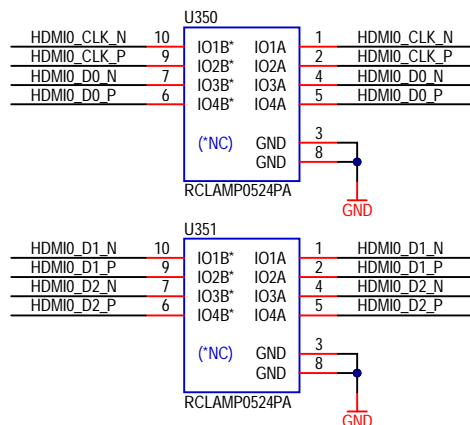 U350
HDMI0_CLK_N 10 IO1B* IO1A 1 HDMI0_CLK_N
HDMI0_CLK_P 9 IO2B* IO2A 2 HDMI0_CLK_P
HDMI0_D0_N 7 IO3B* IO3A 4 HDMI0_D0_N
HDMI0_D0_P 6 IO4B* IO4A 5 HDMI0_D0_P
(*NC) GND 3
GND 8
RCLAMP0524PA
GND
U351
HDMI0_D1_N 10 IO1B* IO1A 1 HDMI0_D1_N
HDMI0_D1_P 9 IO2B* IO2A 2 HDMI0_D1_P
HDMI0_D2_N 7 IO3B* IO3A 4 HDMI0_D2_N
HDMI0_D2_P 6 IO4B* IO4A 5 HDMI0_D2_P
(*NC) GND 3
GND 8
RCLAMP0524PA
GND